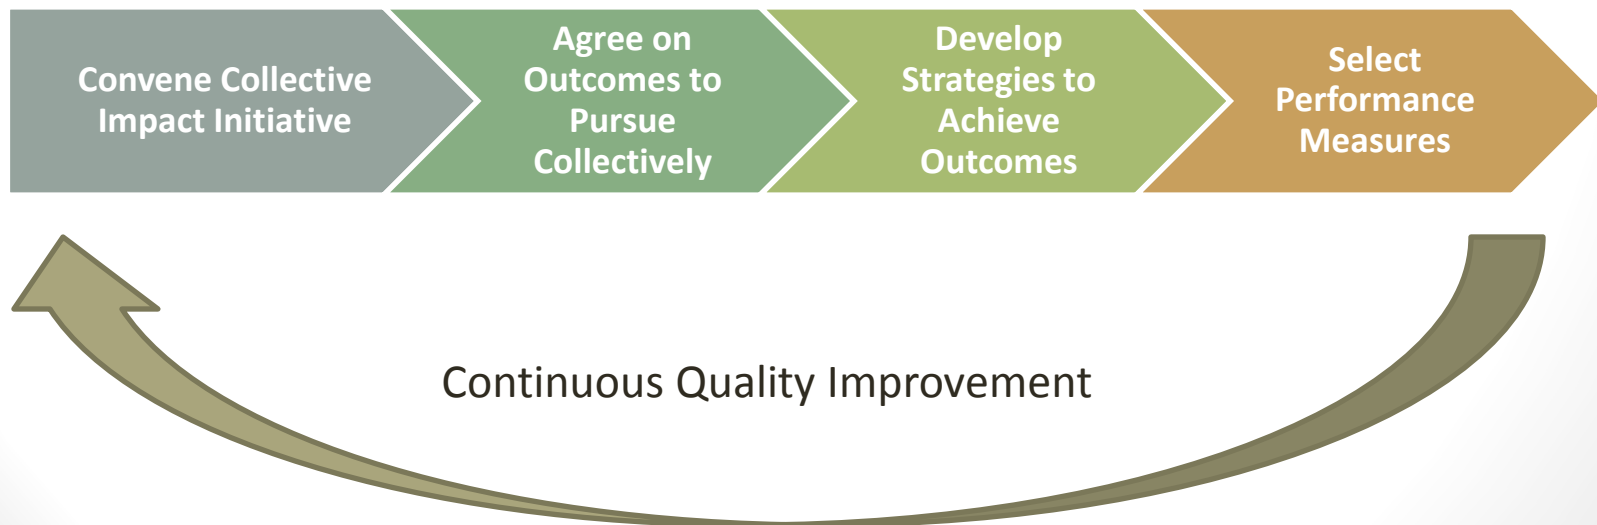 Convene Collective
Impact Initiative
Agree on
Outcomes to
Pursue
Collectively
Develop
Strategies to
Achieve
Outcomes
Select
Performance
Measures
Continuous Quality Improvement